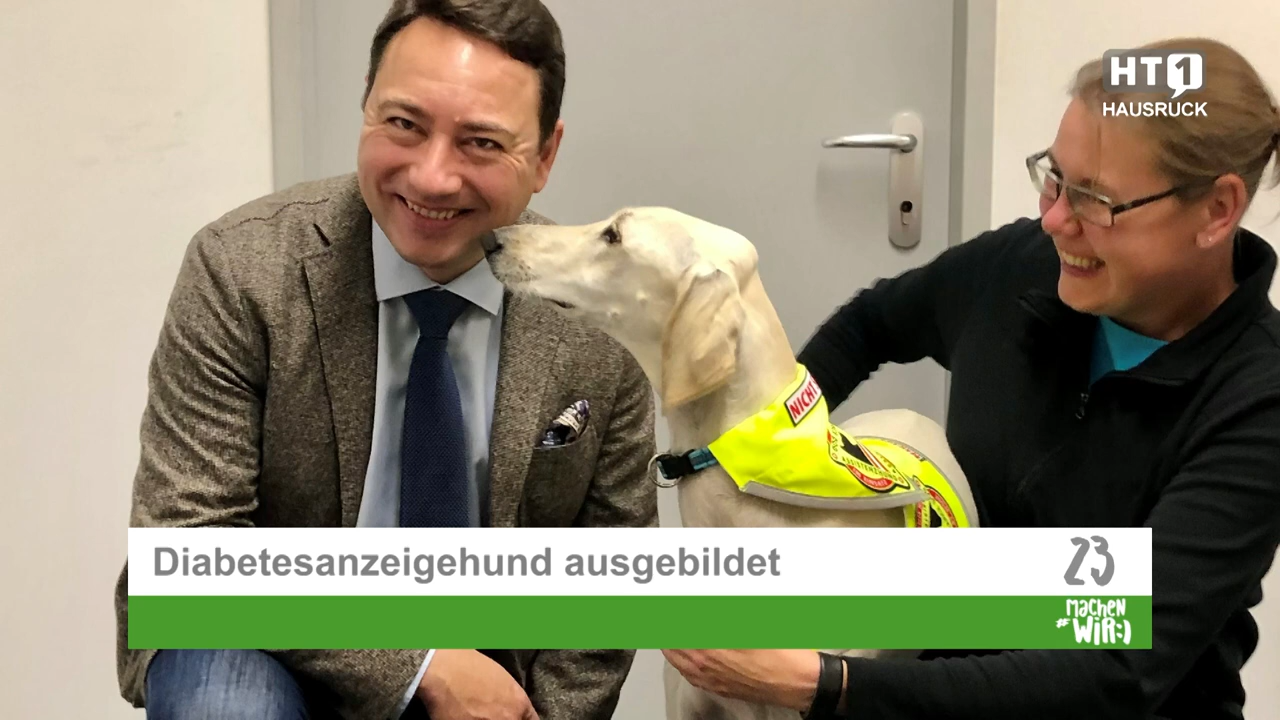 HT1
HAUSRUCK
NICHT
Diabetesanzeigehund ausgebildet
23
machen
#WiR:)